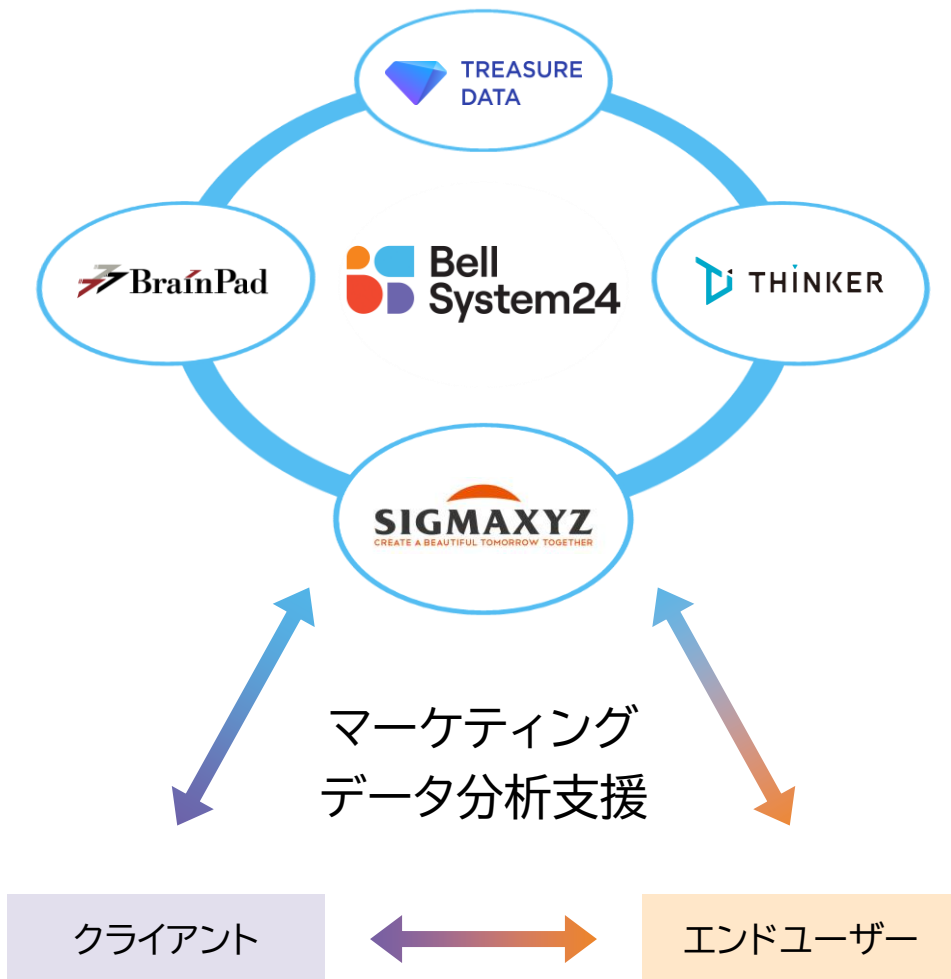 TREASURE
DATA
BrainPad
Bell
System24
THINKER
SIGMAXYZ
CREATE A BEAUTIFUL TOMORROW TOGETHER
マーケティング
データ分析支援
クライアント
エンドユーザー